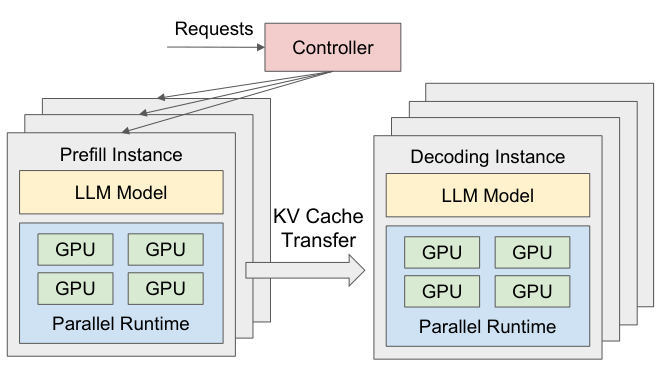 Requests
Controller
Prefill Instance
LLM Model
GPU GPU
GPU GPU
Parallel Runtime
KV Cache
Transfer
Decoding Instance
LLM Model
GPU GPU
GPU GPU
Parallel Runtime